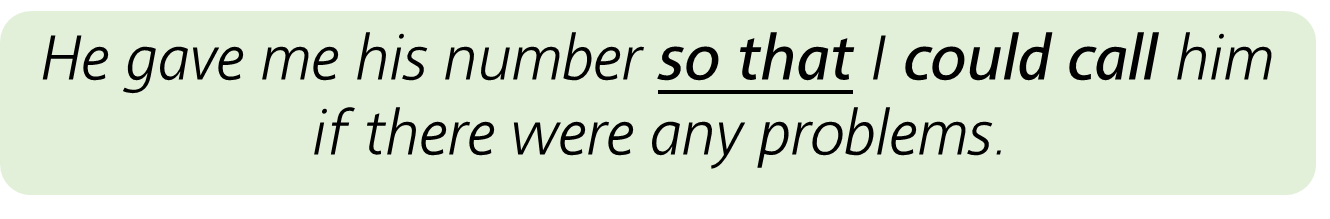 He gave me his number so that I could call him
if there were any problems.